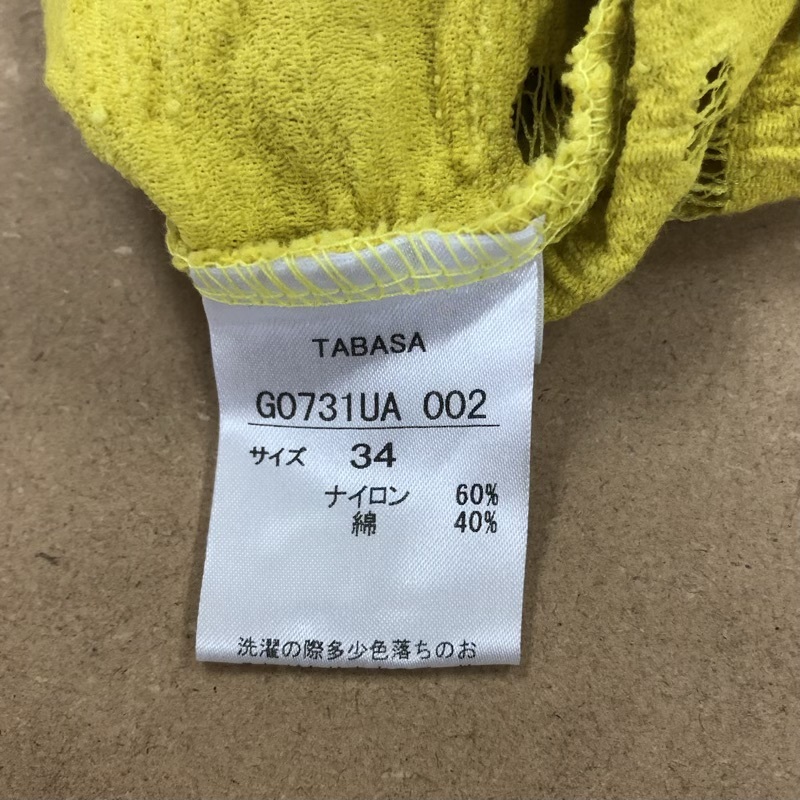 TABASA
G0731UA 002
サイズ 34
ナイロン 60%
綿 40%
洗濯の際多少色落ちのお